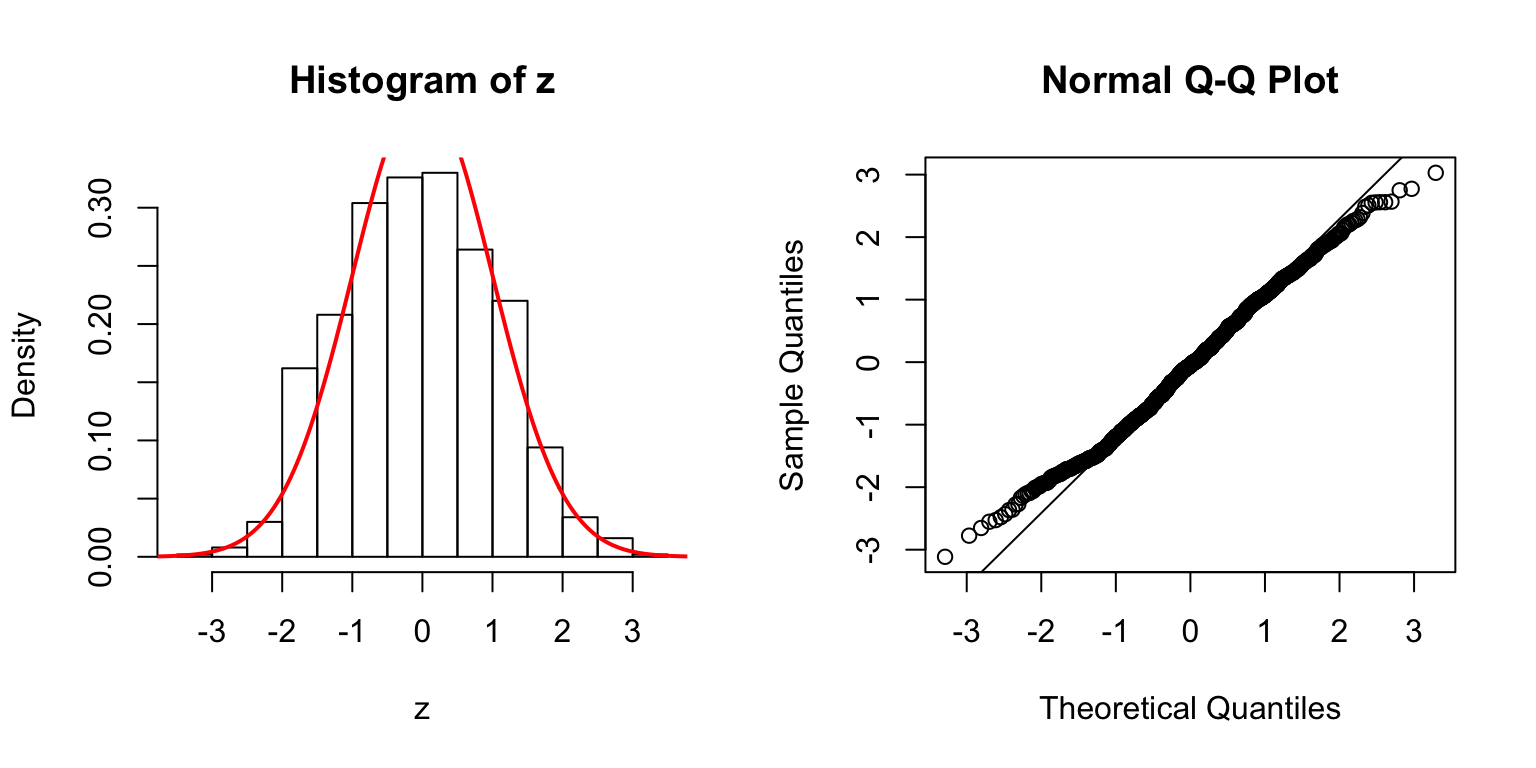 Histogram of z
Density
0.00 0.10 0.20 0.30
-3 -2 -1 0 1 2 3
z
Normal Q-Q Plot
Sample Quantiles
-3 -2 -1 0 1 2 3
-3 -2 -1 0 1 2 3
Theoretical Quantiles